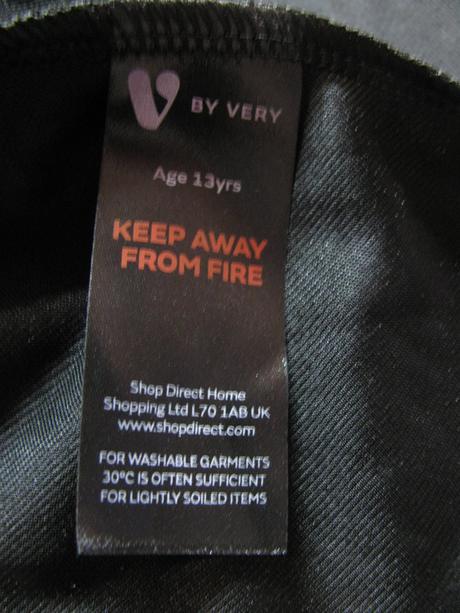 V BY VERY
Age 13yrs
KEEP AWAY
FROM FIRE
Shop Direct Home
Shopping Ltd L70 1AB UK
www.shopdirect.com
FOR WASHABLE GARMENTS
30°C IS OFTEN SUFFICIENT
FOR LIGHTLY SOILED ITEMS